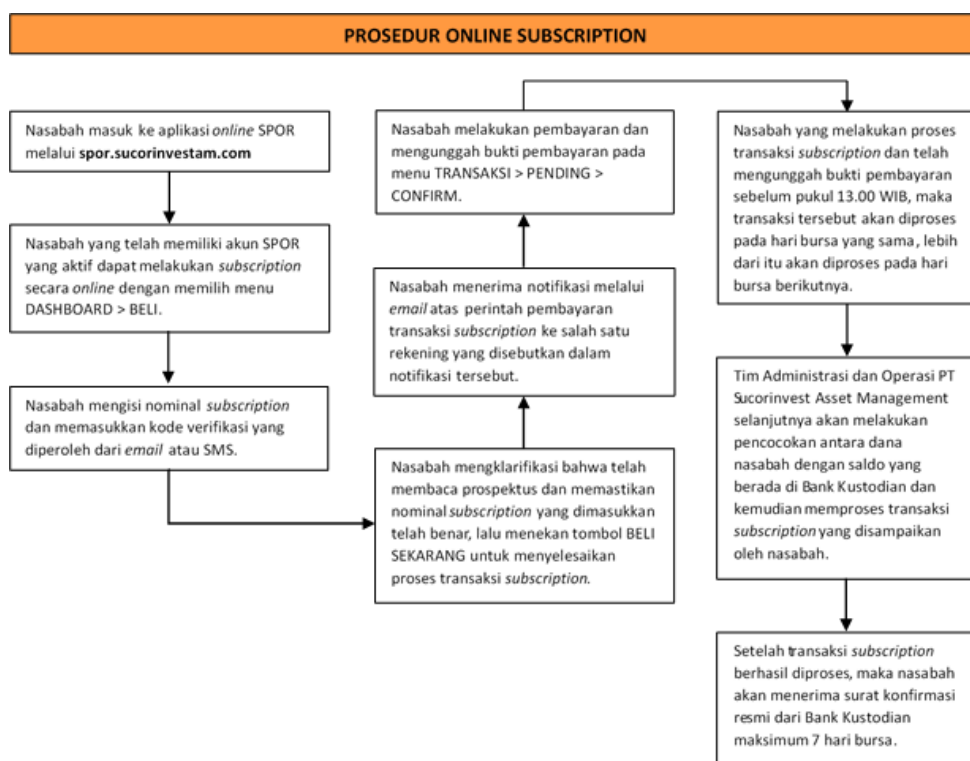 PROSEDUR ONLINE SUBSCRIPTION
Nasabah masuk ke aplikasi online SPOR
melalui spor.sucorinvestam.com
Nasabah yang telah memiliki akun SPOR
yang aktif dapat melakukan subscription
secara online dengan memilih menu
DASHBOARD > BELI.
Nasabah mengisi nominal subscription
dan memasukkan kode verifikasi yang
diperoleh dari email atau SMS.
Nasabah mengklarifikasi bahwa telah
membaca prospektus dan memastikan
nominal subscription yang dimasukkan
telah benar, lalu menekan tombol BELI
SEKARANG untuk menyelesaikan
proses transaksi subscription.
Nasabah menerima notifikasi melalui
email atas perintah pembayaran
transaksi subscription ke salah satu
rekening yang disebutkan dalam
notifikasi tersebut.
Nasabah melakukan pembayaran dan
mengunggah bukti pembayaran pada
menu TRANSAKSI > PENDING >
CONFIRM.
Nasabah yang melakukan proses
transaksi subscription dan telah
mengunggah bukti pembayaran
sebelum pukul 13.00 WIB, maka
transaksi tersebut akan diproses
pada hari bursa yang sama, lebih
dari itu akan diproses pada hari
bursa berikutnya.
Tim Administrasi dan Operasi PT
Sucorinvest Asset Management
selanjutnya akan melakukan
pencocokan antara dana
nasabah dengan saldo yang
berada di Bank Kustodian dan
kemudian memproses transaksi
subscription yang disampaikan
oleh nasabah.
Setelah transaksi subscription
berhasil diproses, maka nasabah
akan menerima surat konfirmasi
resmi dari Bank Kustodian
maksimum 7 hari bursa.